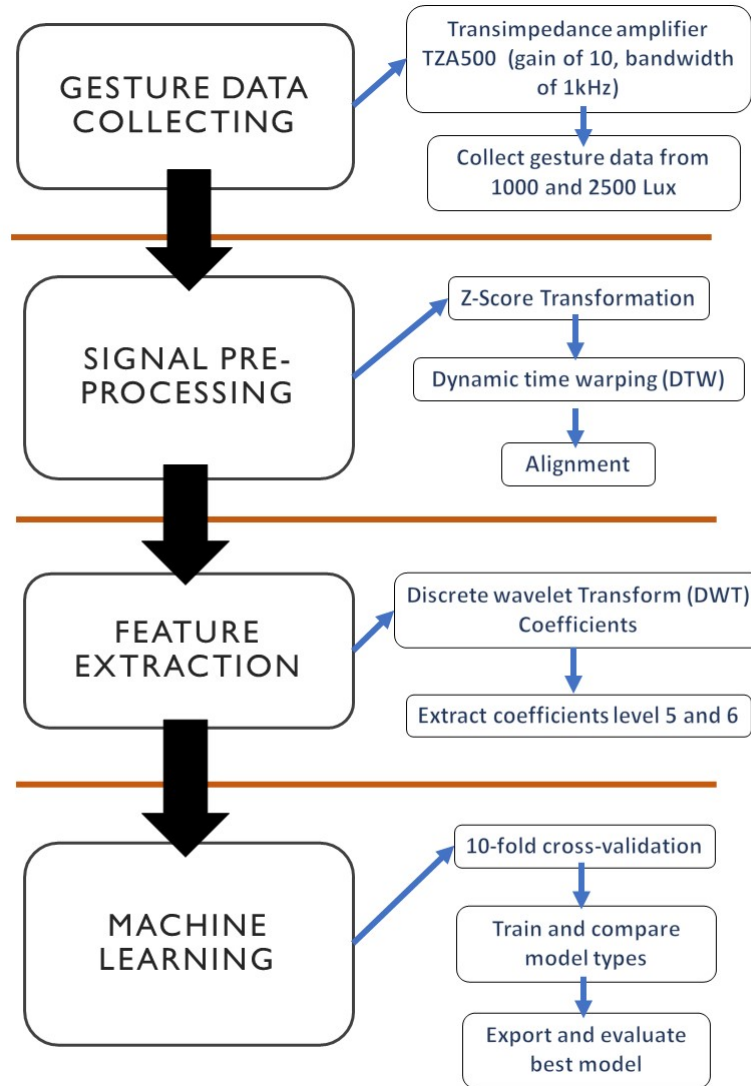 GESTURE DATA
COLLECTING
Transimpedance amplifier
TZA500 (gain of 10, bandwidth
of 1kHz)
Collect gesture data from
1000 and 2500 Lux
SIGNAL PRE-
PROCESSING
Z-Score Transformation
Dynamic time warping (DTW)
Alignment
FEATURE
EXTRACTION
Discrete wavelet Transform (DWT)
Coefficients
Extract coefficients level 5 and 6
MACHINE
LEARNING
10-fold cross-validation
Train and compare
model types
Export and evaluate
best model